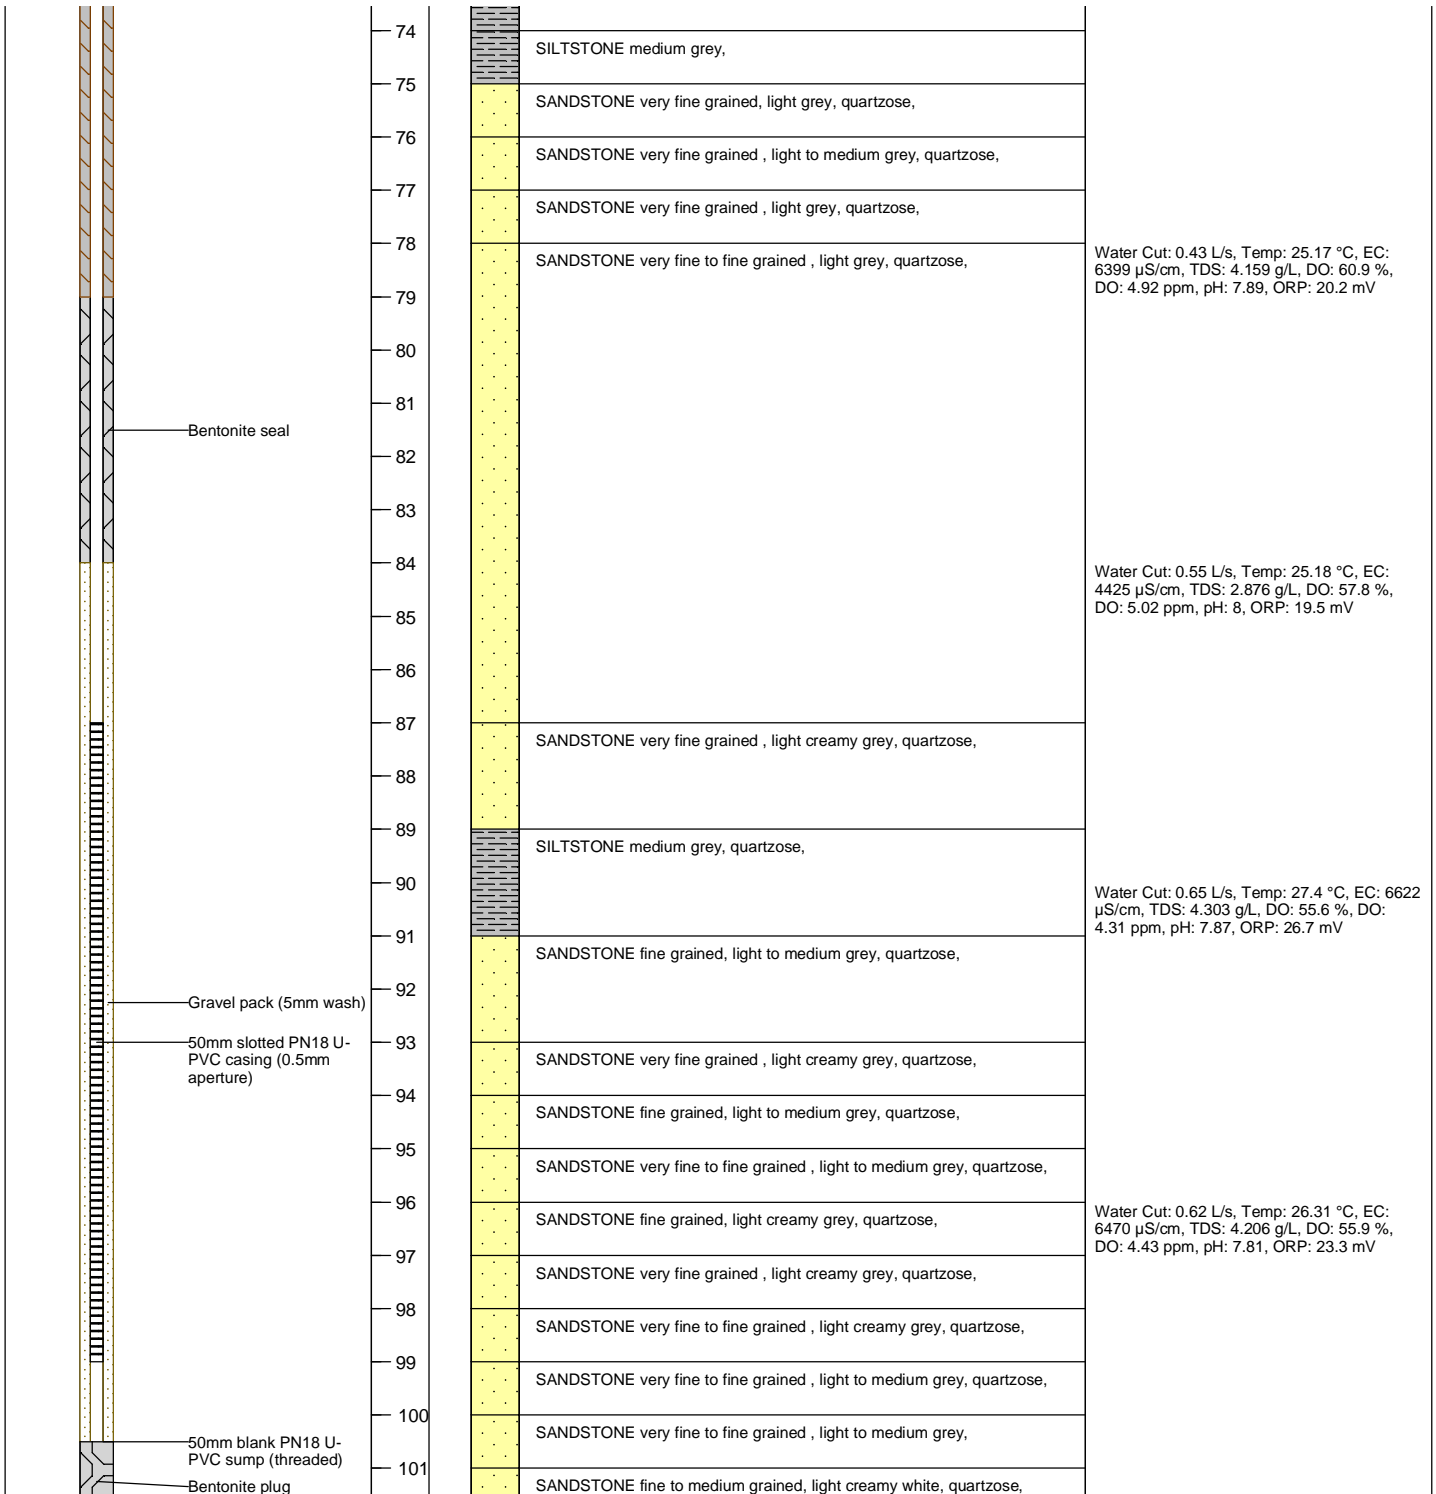 74
SILTSTONE medium grey,
75
SANDSTONE very fine grained, light grey, quartzose,
76
SANDSTONE very fine grained , light to medium grey, quartzose,
77
SANDSTONE very fine grained , light grey, quartzose,
78
SANDSTONE very fine to fine grained , light grey, quartzose,
Water Cut: 0.43 L/s, Temp: 25.17 °C, EC:
6399 µS/cm, TDS: 4.159 g/L, DO: 60.9 %,
DO: 4.92 ppm, pH: 7.89, ORP: 20.2 mV
79
80
81
Bentonite seal
82
83
84
Water Cut: 0.55 L/s, Temp: 25.18 °C, EC:
4425 µS/cm, TDS: 2.876 g/L, DO: 57.8 %,
DO: 5.02 ppm, pH: 8, ORP: 19.5 mV
85
86
87
SANDSTONE very fine grained , light creamy grey, quartzose,
88
89
SILTSTONE medium grey, quartzose,
90
Water Cut: 0.65 L/s, Temp: 27.4 °C, EC: 6622
µS/cm, TDS: 4.303 g/L, DO: 55.6 %, DO:
4.31 ppm, pH: 7.87, ORP: 26.7 mV
91
SANDSTONE fine grained, light to medium grey, quartzose,
92
Gravel pack (5mm wash)
93
50mm slotted PN18 U-
PVC casing (0.5mm
aperture)
SANDSTONE very fine grained , light creamy grey, quartzose,
94
SANDSTONE fine grained, light to medium grey, quartzose,
95
SANDSTONE very fine to fine grained , light to medium grey, quartzose,
96
SANDSTONE fine grained, light creamy grey, quartzose,
Water Cut: 0.62 L/s, Temp: 26.31 °C, EC:
6470 µS/cm, TDS: 4.206 g/L, DO: 55.9 %,
DO: 4.43 ppm, pH: 7.81, ORP: 23.3 mV
97
SANDSTONE very fine grained , light creamy grey, quartzose,
98
SANDSTONE very fine to fine grained , light creamy grey, quartzose,
99
SANDSTONE very fine to fine grained , light to medium grey, quartzose,
100
SANDSTONE very fine to fine grained , light to medium grey,
50mm blank PN18 U-
PVC sump (threaded)
101
Bentonite plug
SANDSTONE fine to medium grained, light creamy white, quartzose,